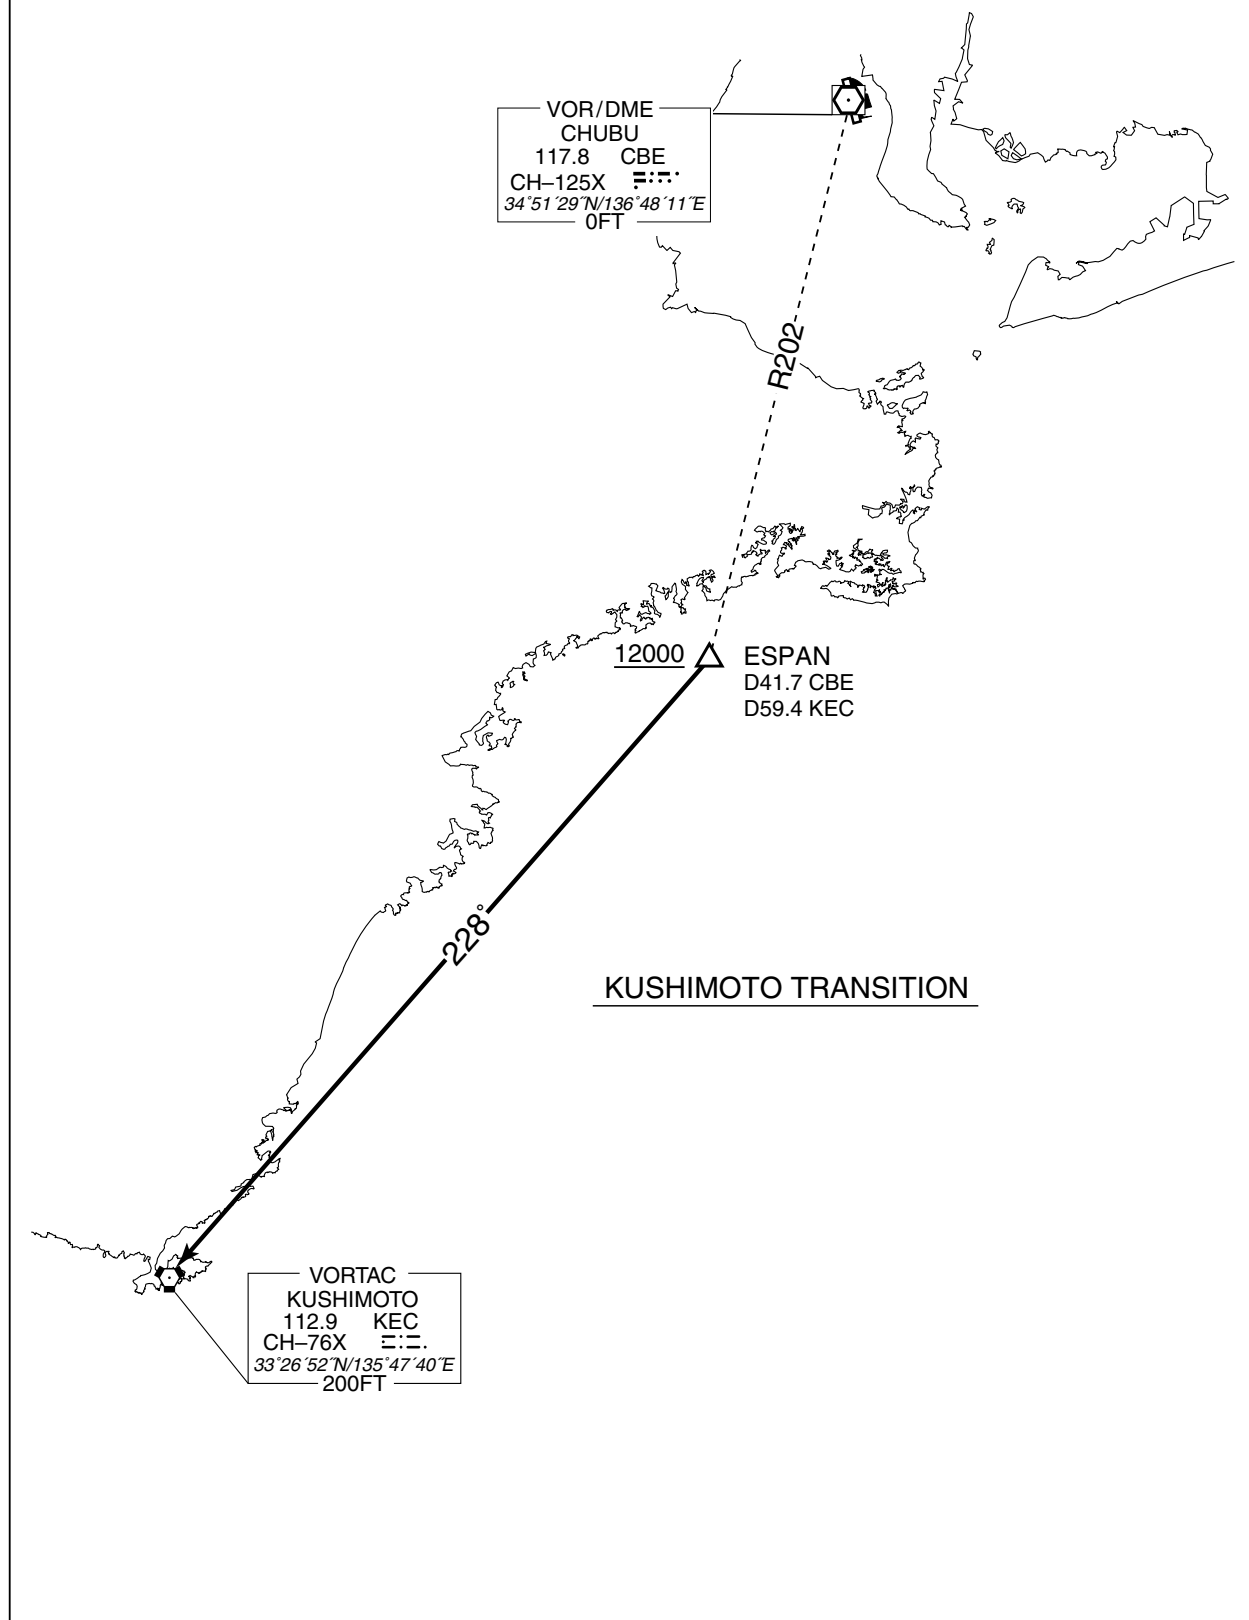 VOR/DME
CHUBU
117.8 CBE
CH–125X
34°51´29˝N/136°48´11˝E
0FT
R202
12000
ESPAN
D41.7 CBE
D59.4 KEC
228°
KUSHIMOTO TRANSITION
VORTAC
KUSHIMOTO
112.9 KEC
CH–76X
33°26´52˝N/135°47´40˝E
200FT